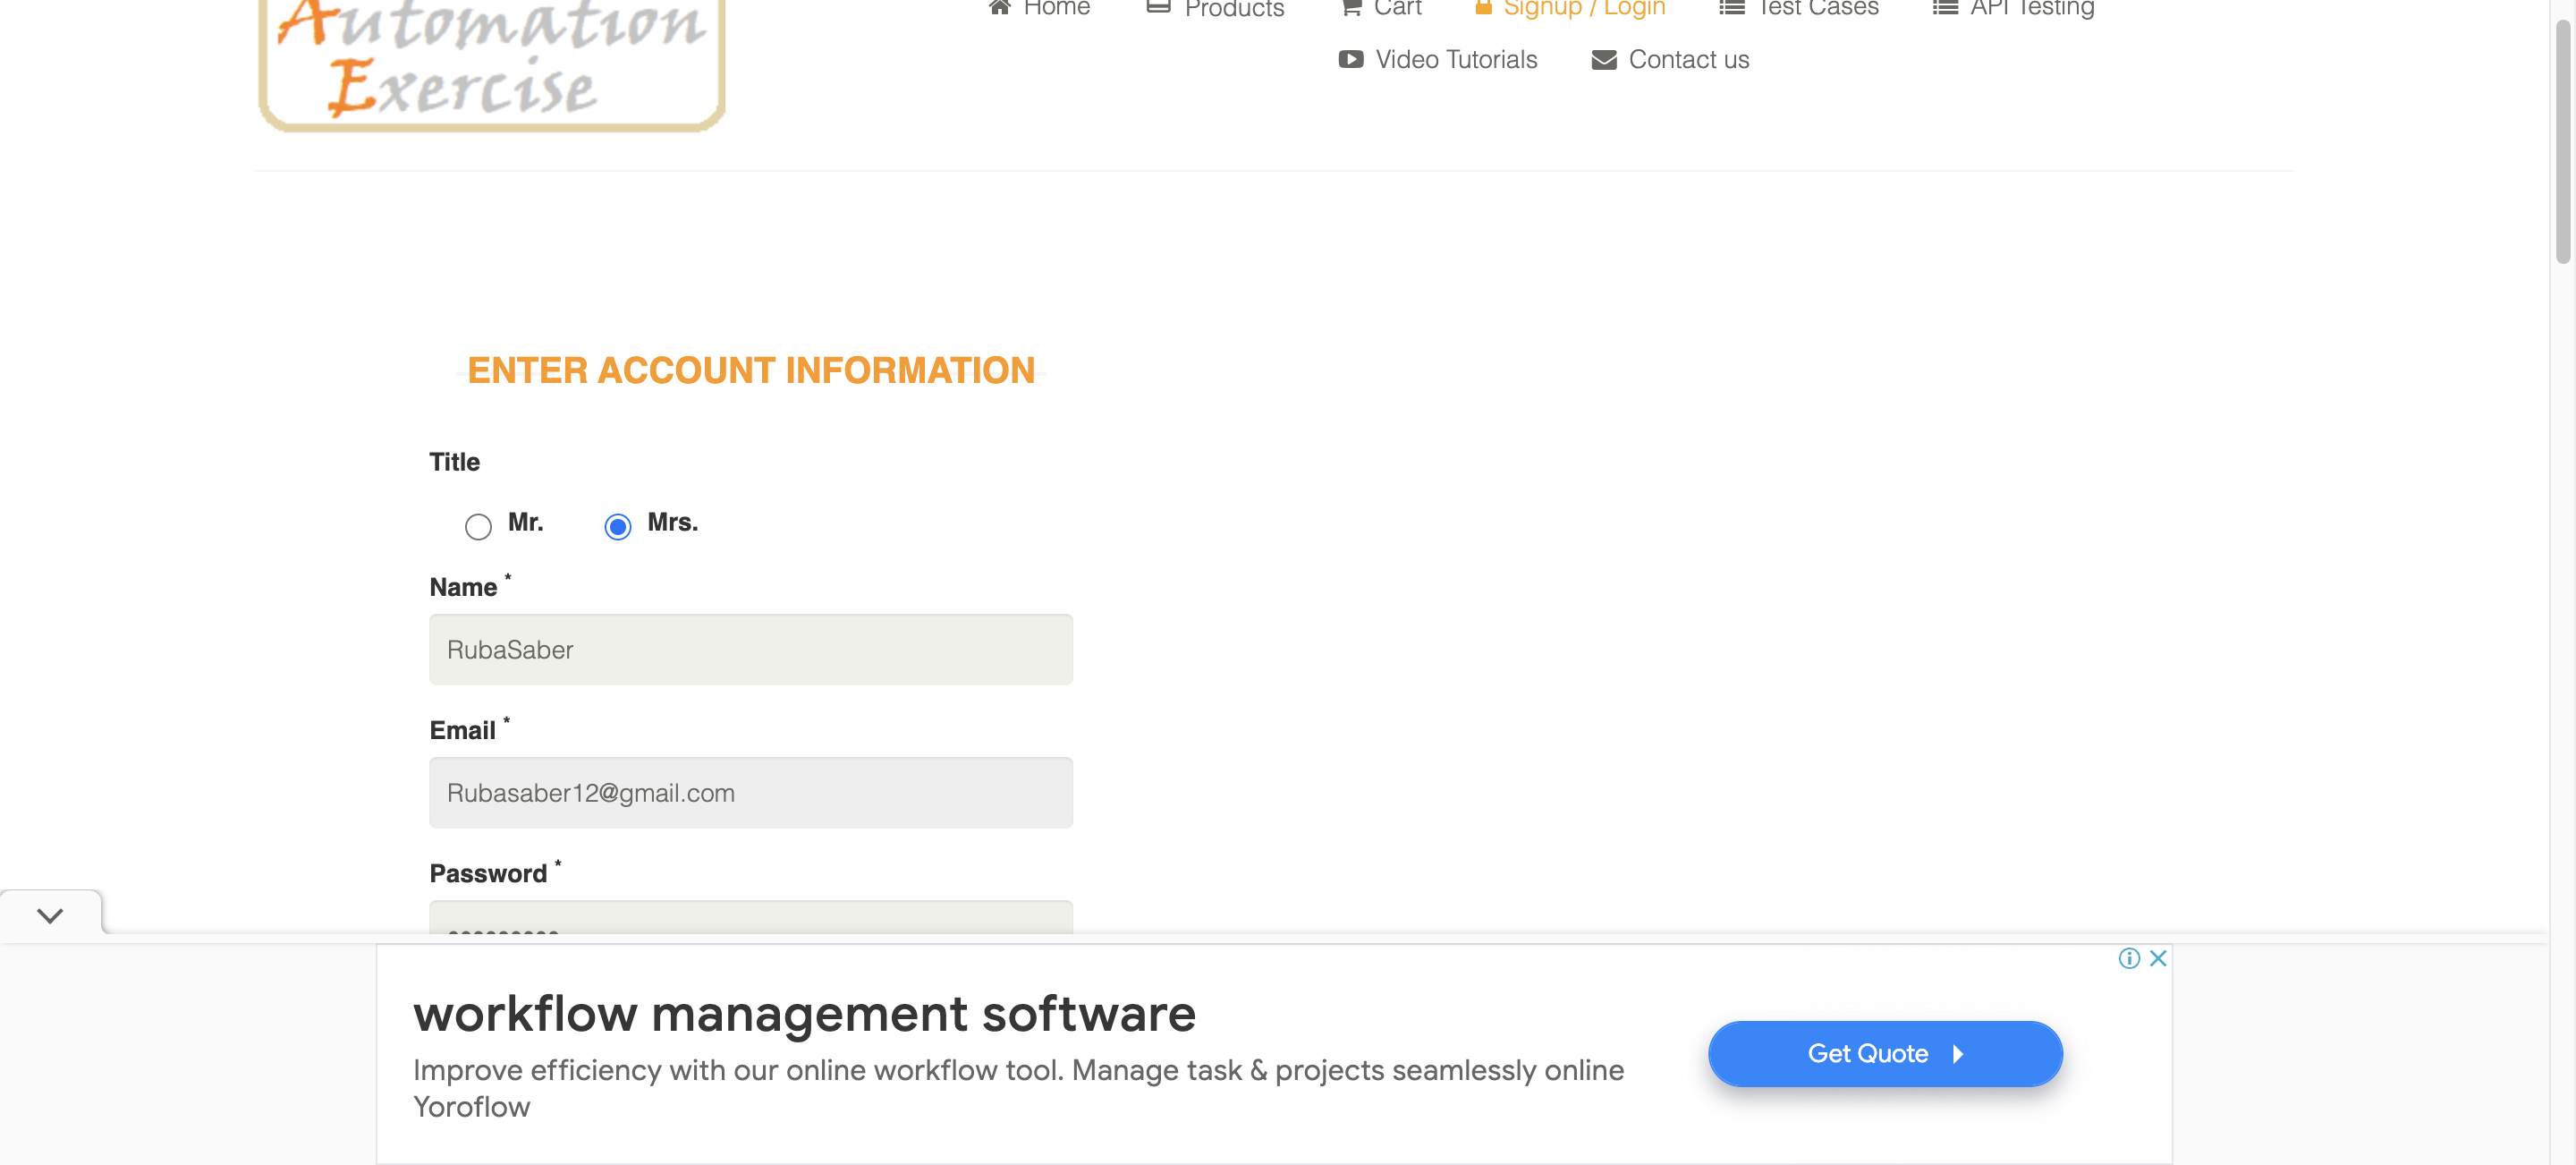 Automation
Exercise
Home
Products
Cart
Signup / Login
Test Cases
API Testing
Video Tutorials
Contact us
ENTER ACCOUNT INFORMATION
Title
Mr.
Mrs.
Name *
RubaSaber
Email *
Rubasaber12@gmail.com
Password *
workflow management software
Improve efficiency with our online workflow tool. Manage task & projects seamlessly online
Yoroflow
Get Quote